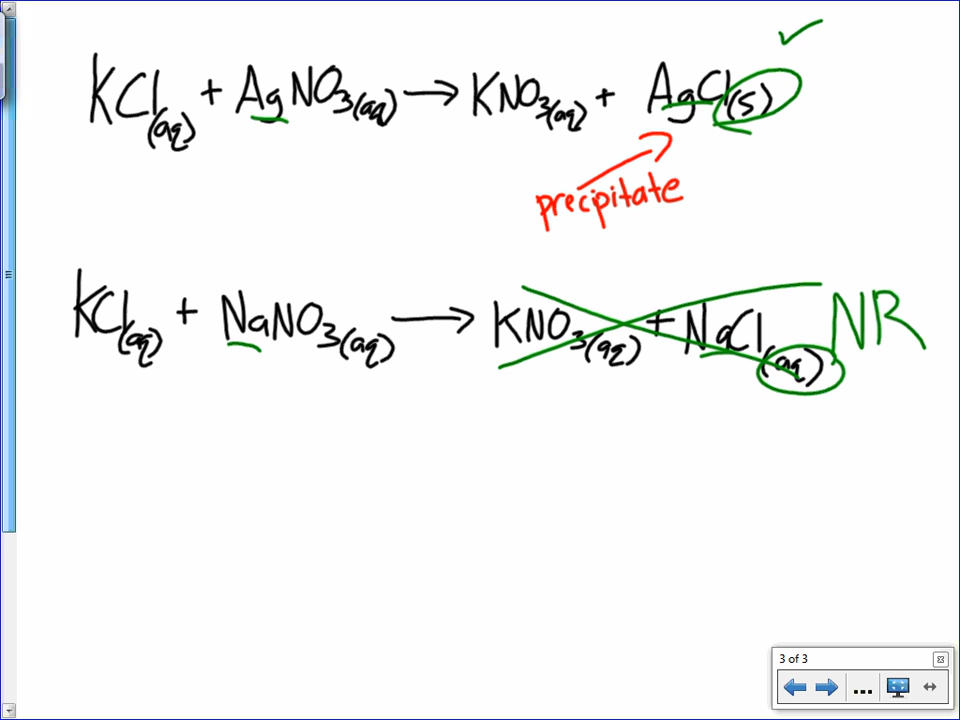 KCl(aq) + AgNO3(aq) → KNO3(aq) + AgCl(s) ✓
precipitate
KCl(aq) + NaNO3(aq) → KNO3(aq) + NaCl(aq) NR
3 of 3
...